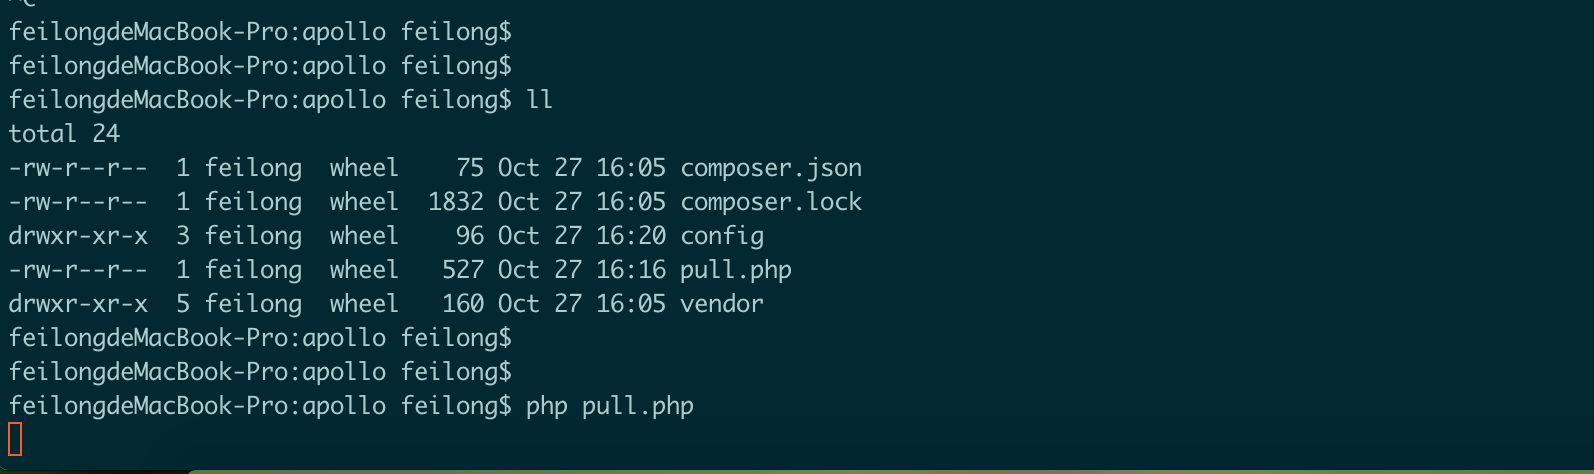 ^C
feilongdeMacBook-Pro:apollo feilong$
feilongdeMacBook-Pro:apollo feilong$
feilongdeMacBook-Pro:apollo feilong$ ll
total 24
-rw-r--r--  1 feilong  wheel    75 Oct 27 16:05 composer.json
-rw-r--r--  1 feilong  wheel  1832 Oct 27 16:05 composer.lock
drwxr-xr-x  3 feilong  wheel    96 Oct 27 16:20 config
-rw-r--r--  1 feilong  wheel   527 Oct 27 16:16 pull.php
drwxr-xr-x  5 feilong  wheel   160 Oct 27 16:05 vendor
feilongdeMacBook-Pro:apollo feilong$
feilongdeMacBook-Pro:apollo feilong$
feilongdeMacBook-Pro:apollo feilong$ php pull.php